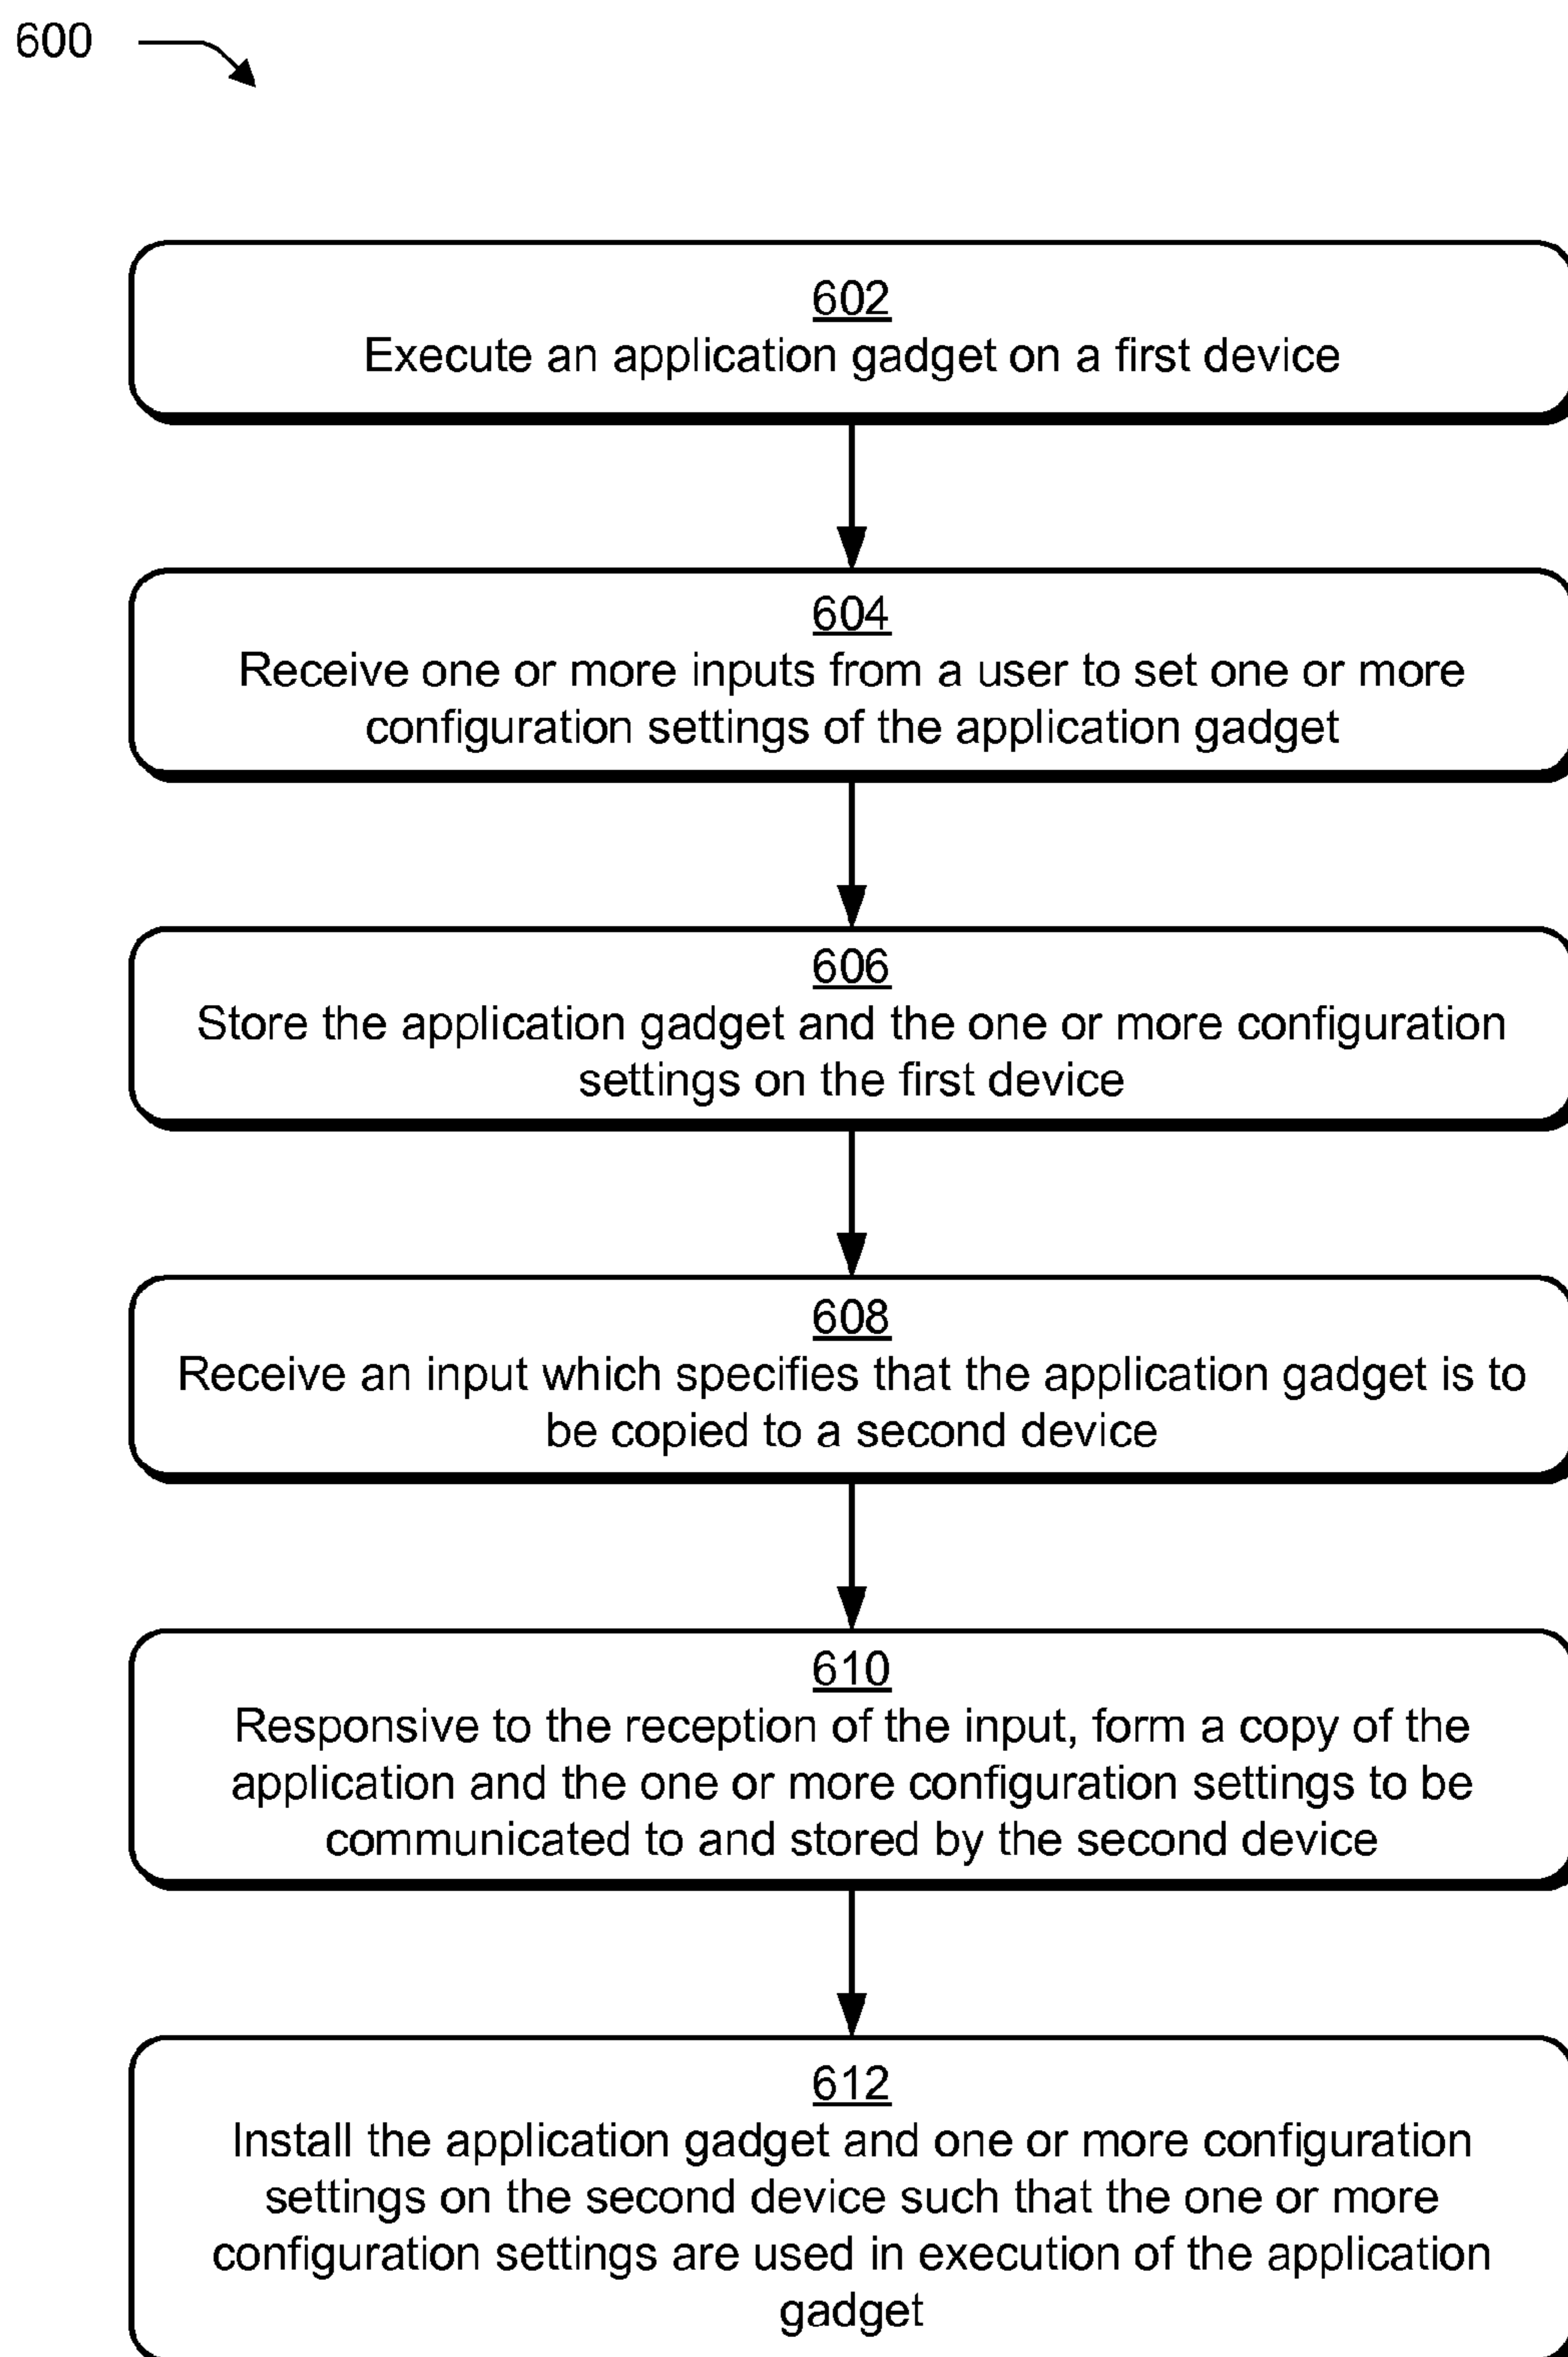 600
602
Execute an application gadget on a first device
604
Receive one or more inputs from a user to set one or more
configuration settings of the application gadget
606
Store the application gadget and the one or more configuration
settings on the first device
608
Receive an input which specifies that the application gadget is to
be copied to a second device
610
Responsive to the reception of the input, form a copy of the
application and the one or more configuration settings to be
communicated to and stored by the second device
612
Install the application gadget and one or more configuration
settings on the second device such that the one or more
configuration settings are used in execution of the application
gadget